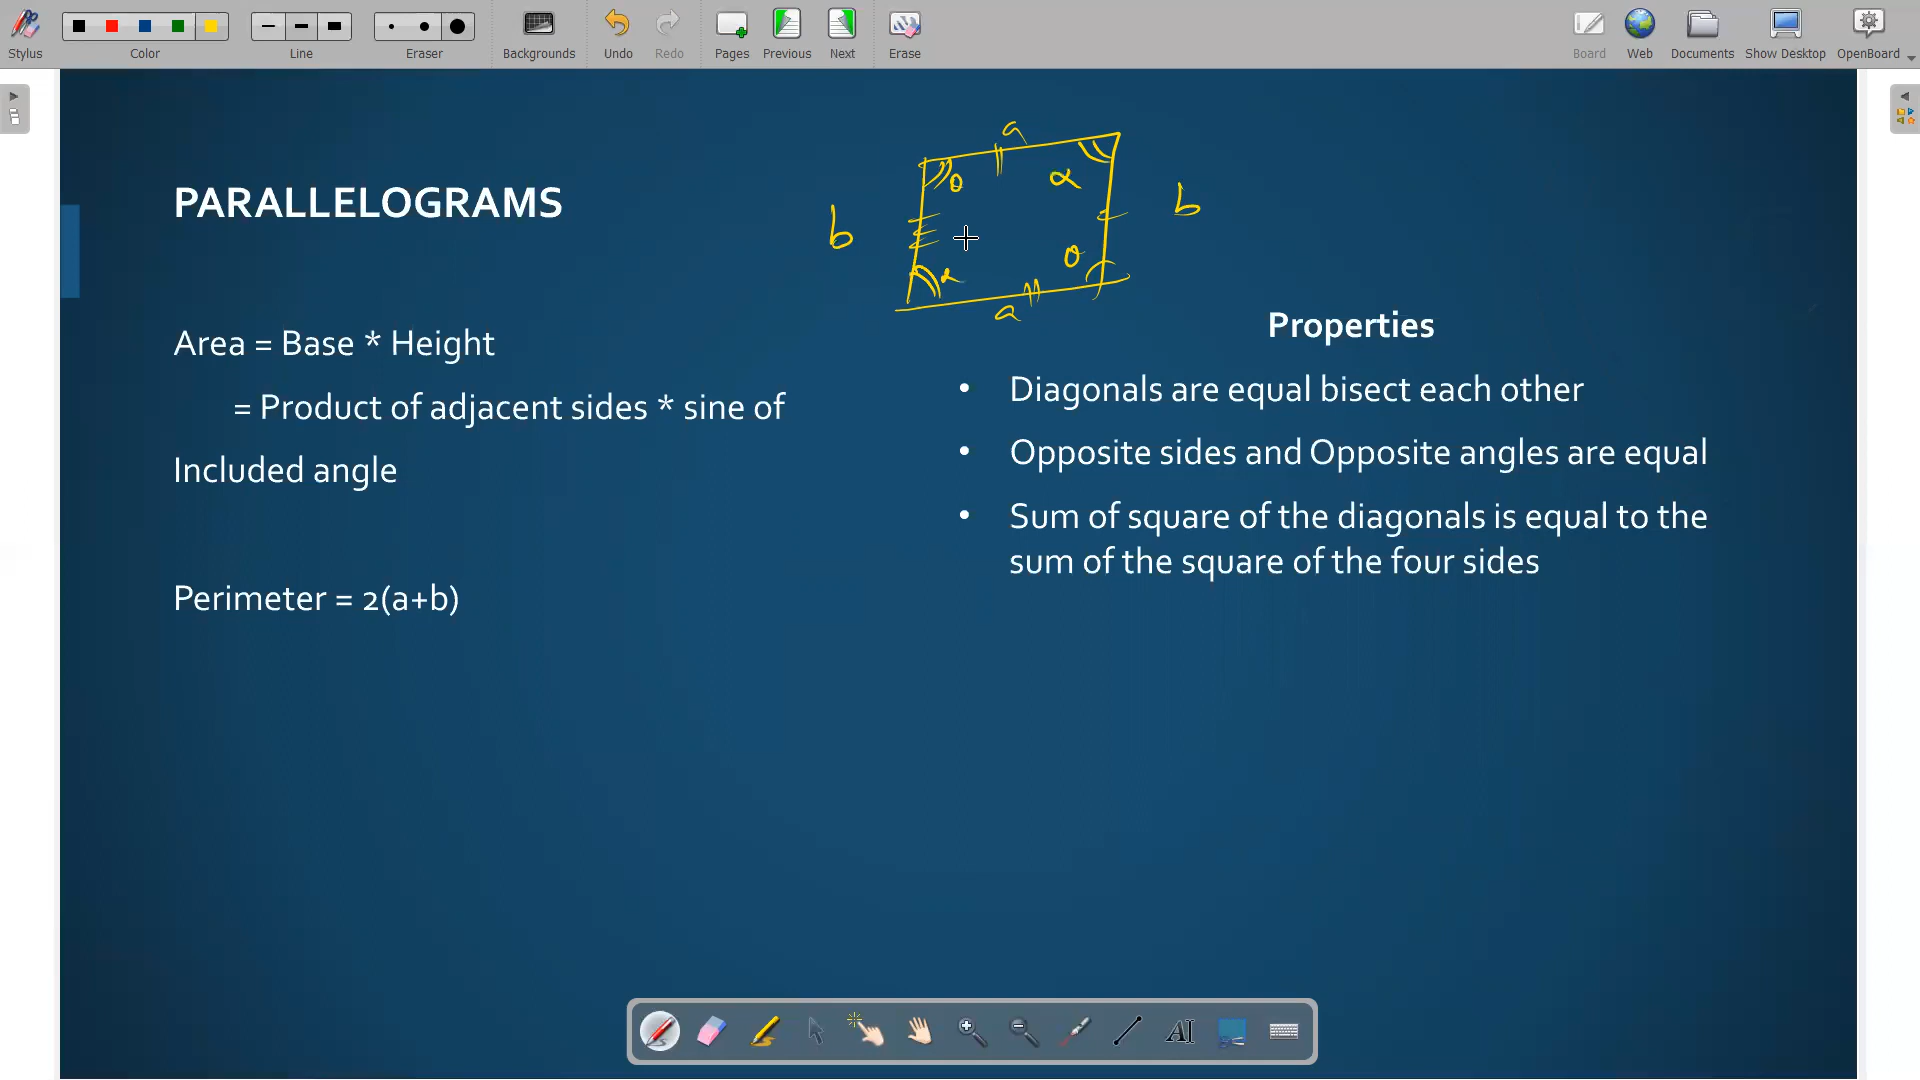 Stylus
Color
Line
Eraser
Backgrounds
Undo
Redo
Pages
Previous
Next
Erase
Board
Web
Documents
Show Desktop
OpenBoard
a
θ
α
b
b
θ
α
a
PARALLELOGRAMS
Area = Base * Height
= Product of adjacent sides * sine of
Included angle
Perimeter = 2(a+b)
Properties
• Diagonals are equal bisect each other
• Opposite sides and Opposite angles are equal
• Sum of square of the diagonals is equal to the
sum of the square of the four sides
AI